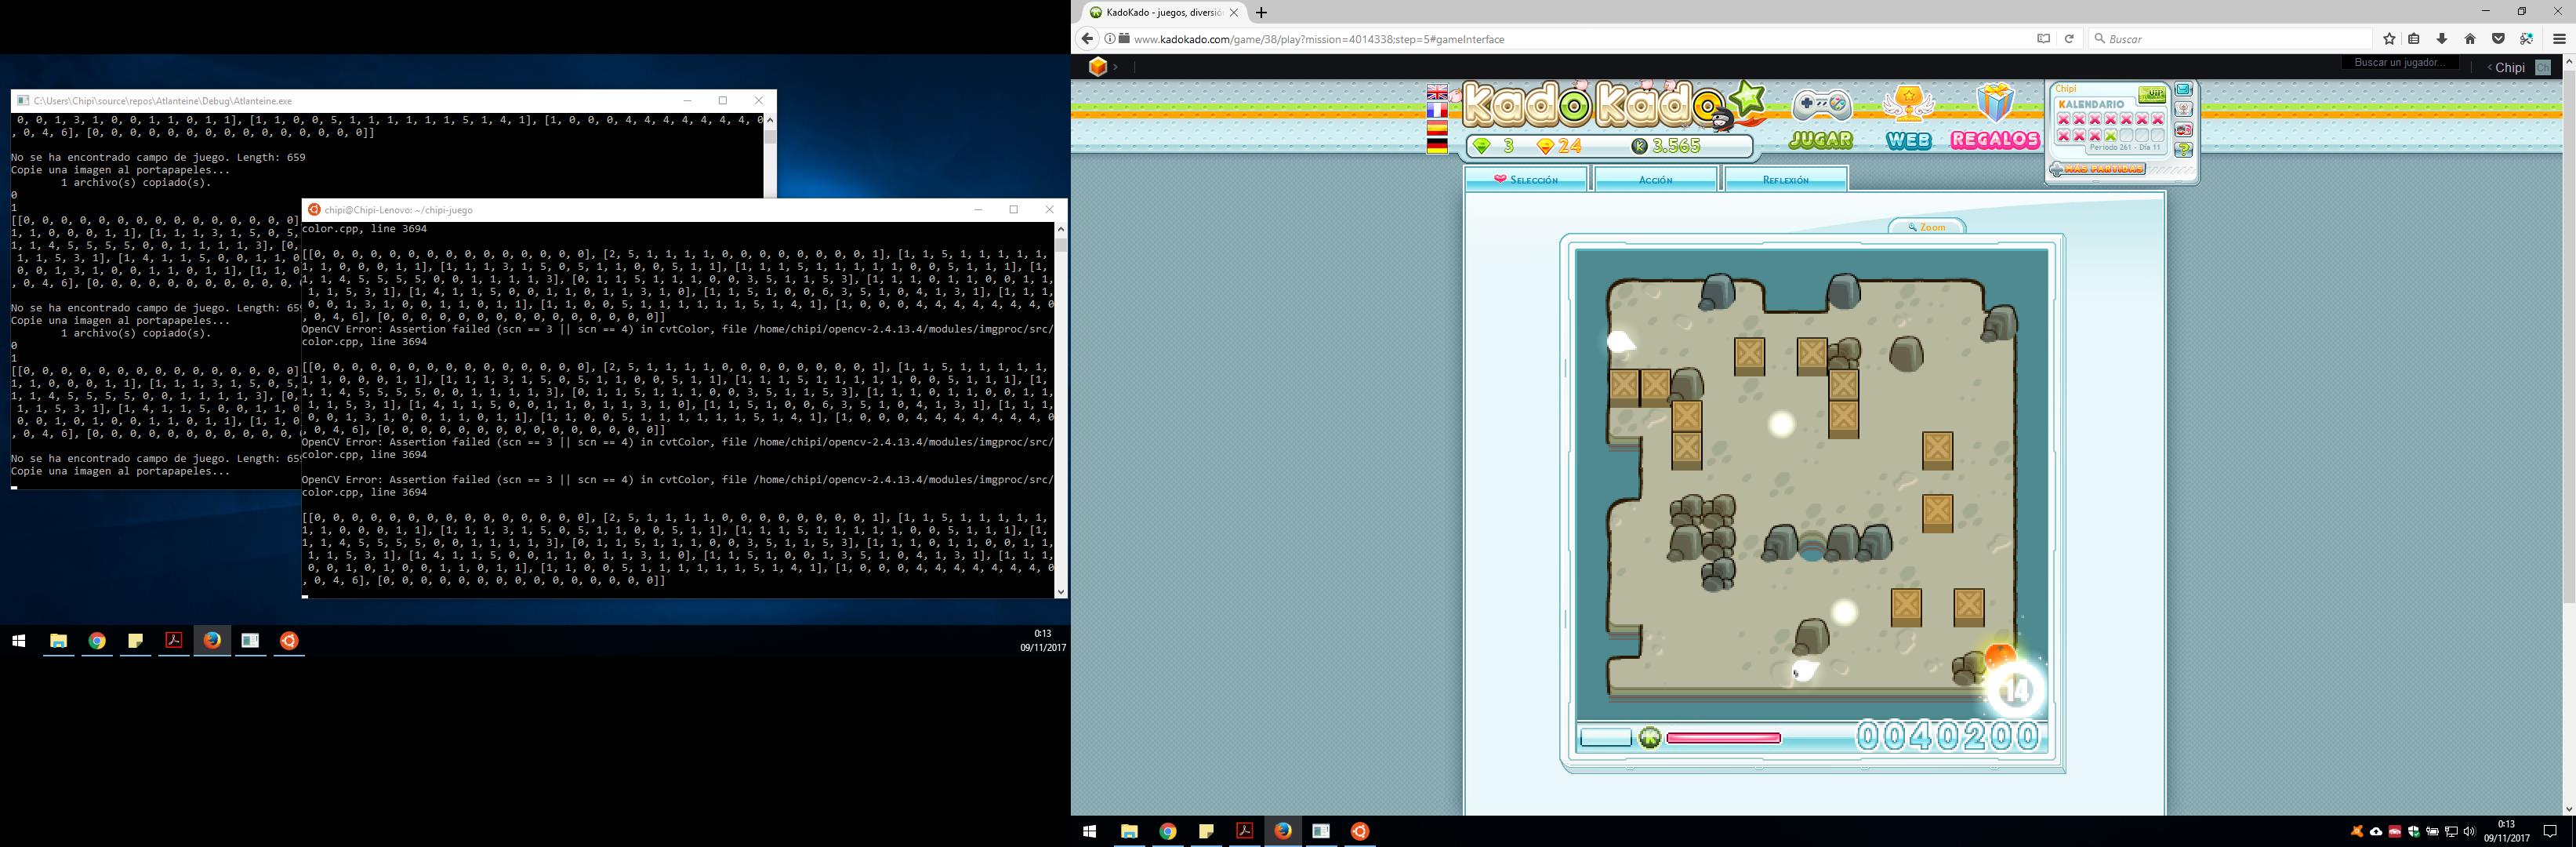 C:\Users\Chipi\source\repos\Atlanteine\Debug\Atlanteine.exe
0, 0, 1, 3, 1, 0, 0, 1, 1, 0, 1, 1], [1, 1, 0, 0, 5, 1, 1, 1, 1, 1, 1, 5, 1, 4, 1], [1, 0, 0, 0, 4, 4, 4, 4, 4, 4, 4, 0
, 0, 4, 6], [0, 0, 0, 0, 0, 0, 0, 0, 0, 0, 0, 0, 0, 0, 0]]
No se ha encontrado campo de juego. Length: 659
Copie una imagen al portapapeles...
1 archivo(s) copiado(s).
0
1
[[0, 0, 0, 0, 0, 0, 0, 0, 0, 0, 0, 0, 0, 0, 0]
1, 1, 0, 0, 0, 1, 1], [1, 1, 1, 3, 1, 5, 0, 5,
1, 1, 4, 5, 5, 5, 5, 0, 0, 1, 1, 1, 1, 3], [0,
1, 1, 5, 3, 1], [1, 4, 1, 1, 5, 0, 0, 1, 1, 0
0, 0, 1, 3, 1, 0, 0, 1, 1, 0, 1, 1], [1, 1, 0
, 0, 4, 6], [0, 0, 0, 0, 0, 0, 0, 0, 0, 0, 0,
No se ha encontrado campo de juego. Length: 659
Copie una imagen al portapapeles...
1 archivo(s) copiado(s).
0
1
[[0, 0, 0, 0, 0, 0, 0, 0, 0, 0, 0, 0, 0, 0, 0]
1, 1, 0, 0, 0, 1, 1], [1, 1, 1, 3, 1, 5, 0, 5,
1, 1, 4, 5, 5, 5, 5, 0, 0, 1, 1, 1, 1, 3], [0,
1, 1, 5, 3, 1], [1, 4, 1, 1, 5, 0, 0, 1, 1, 0
0, 0, 1, 0, 1, 0, 0, 1, 1, 0, 1, 1], [1, 1, 0
, 0, 4, 6], [0, 0, 0, 0, 0, 0, 0, 0, 0, 0, 0,
No se ha encontrado campo de juego. Length: 659
Copie una imagen al portapapeles...
chipi@Chipi-Lenovo: ~/chipi-juego
color.cpp, line 3694
[[0, 0, 0, 0, 0, 0, 0, 0, 0, 0, 0, 0, 0, 0, 0], [2, 5, 1, 1, 1, 1, 0, 0, 0, 0, 0, 0, 0, 0, 1], [1, 1, 5, 1, 1, 1, 1, 1,
1, 1, 0, 0, 0, 1, 1], [1, 1, 1, 3, 1, 5, 0, 5, 1, 1, 0, 0, 5, 1, 1], [1, 1, 1, 5, 1, 1, 1, 1, 1, 0, 0, 5, 1, 1, 1], [1,
1, 1, 4, 5, 5, 5, 5, 0, 0, 1, 1, 1, 1, 3], [0, 1, 1, 5, 1, 1, 1, 0, 0, 3, 5, 1, 1, 5, 3], [1, 1, 1, 0, 1, 1, 0, 0, 1, 1,
1, 1, 5, 3, 1], [1, 4, 1, 1, 5, 0, 0, 1, 1, 0, 1, 1, 3, 1, 0], [1, 1, 5, 1, 0, 0, 6, 3, 5, 1, 0, 4, 1, 3, 1], [1, 1, 1,
0, 0, 1, 3, 1, 0, 0, 1, 1, 0, 1, 1], [1, 1, 0, 0, 5, 1, 1, 1, 1, 1, 1, 5, 1, 4, 1], [1, 0, 0, 0, 4, 4, 4, 4, 4, 4, 4, 0
, 0, 4, 6], [0, 0, 0, 0, 0, 0, 0, 0, 0, 0, 0, 0, 0, 0, 0]]
OpenCV Error: Assertion failed (scn == 3 || scn == 4) in cvtColor, file /home/chipi/opencv-2.4.13.4/modules/imgproc/src/
color.cpp, line 3694
[[0, 0, 0, 0, 0, 0, 0, 0, 0, 0, 0, 0, 0, 0, 0], [2, 5, 1, 1, 1, 1, 0, 0, 0, 0, 0, 0, 0, 0, 1], [1, 1, 5, 1, 1, 1, 1, 1,
1, 1, 0, 0, 0, 1, 1], [1, 1, 1, 3, 1, 5, 0, 5, 1, 1, 0, 0, 5, 1, 1], [1, 1, 1, 5, 1, 1, 1, 1, 1, 0, 0, 5, 1, 1, 1], [1,
1, 1, 4, 5, 5, 5, 5, 0, 0, 1, 1, 1, 1, 3], [0, 1, 1, 5, 1, 1, 1, 0, 0, 3, 5, 1, 1, 5, 3], [1, 1, 1, 0, 1, 1, 0, 0, 1, 1,
1, 1, 5, 3, 1], [1, 4, 1, 1, 5, 0, 0, 1, 1, 0, 1, 1, 3, 1, 0], [1, 1, 5, 1, 0, 0, 6, 3, 5, 1, 0, 4, 1, 3, 1], [1, 1, 1,
0, 0, 1, 3, 1, 0, 0, 1, 1, 0, 1, 1], [1, 1, 0, 0, 5, 1, 1, 1, 1, 1, 1, 5, 1, 4, 1], [1, 0, 0, 0, 4, 4, 4, 4, 4, 4, 4, 0
, 0, 4, 6], [0, 0, 0, 0, 0, 0, 0, 0, 0, 0, 0, 0, 0, 0, 0]]
OpenCV Error: Assertion failed (scn == 3 || scn == 4) in cvtColor, file /home/chipi/opencv-2.4.13.4/modules/imgproc/src/
color.cpp, line 3694
OpenCV Error: Assertion failed (scn == 3 || scn == 4) in cvtColor, file /home/chipi/opencv-2.4.13.4/modules/imgproc/src/
color.cpp, line 3694
[[0, 0, 0, 0, 0, 0, 0, 0, 0, 0, 0, 0, 0, 0, 0], [2, 5, 1, 1, 1, 1, 0, 0, 0, 0, 0, 0, 0, 0, 1], [1, 1, 5, 1, 1, 1, 1, 1,
1, 1, 0, 0, 0, 1, 1], [1, 1, 1, 3, 1, 5, 0, 5, 1, 1, 0, 0, 5, 1, 1], [1, 1, 1, 5, 1, 1, 1, 1, 1, 0, 0, 5, 1, 1, 1], [1,
1, 1, 4, 5, 5, 5, 5, 0, 0, 1, 1, 1, 1, 3], [0, 1, 1, 5, 1, 1, 1, 0, 0, 3, 5, 1, 1, 5, 3], [1, 1, 1, 0, 1, 1, 0, 0, 1, 1,
1, 1, 5, 3, 1], [1, 4, 1, 1, 5, 0, 0, 1, 1, 0, 1, 1, 3, 1, 0], [1, 1, 5, 1, 0, 0, 1, 3, 5, 1, 0, 4, 1, 3, 1], [1, 1, 1,
0, 0, 1, 0, 1, 0, 0, 1, 1, 0, 1, 1], [1, 1, 0, 0, 5, 1, 1, 1, 1, 1, 1, 5, 1, 4, 1], [1, 0, 0, 0, 4, 4, 4, 4, 4, 4, 4, 0
, 0, 4, 6], [0, 0, 0, 0, 0, 0, 0, 0, 0, 0, 0, 0, 0, 0, 0]]
0:13
09/11/2017
KadoKado - juegos, diversió
www.kadokado.com/game/38/play?mission=4014338;step=5#gameInterface
Buscar
Buscar un jugador...
Chipi
Ch
KadoKado
3 24 3.565
JUGAR WEB REGALOS
Chipi
VIP
KALENDARIO
Periodo 261 - Día 11
MÁS PARTIDAS
SELECCIÓN
ACCIÓN
REFLEXIÓN
Zoom
14
0040200
0:13
09/11/2017